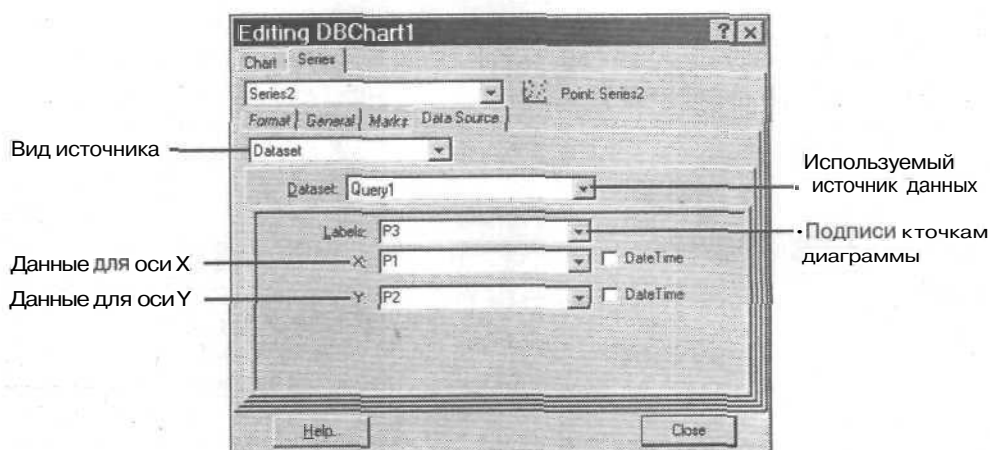 Editing DBChart1
? ×
Chart Series
Series2 Point: Series2
Format General Marks Data Source
Вид источника
Dataset
Dataset: Query1
Используемый
источник данных
Labels: P3
Подписи к точкам
диаграммы
Данные для оси X
X: P1 DateTime
Данные для оси Y
Y: P2 DateTime
Help... Close